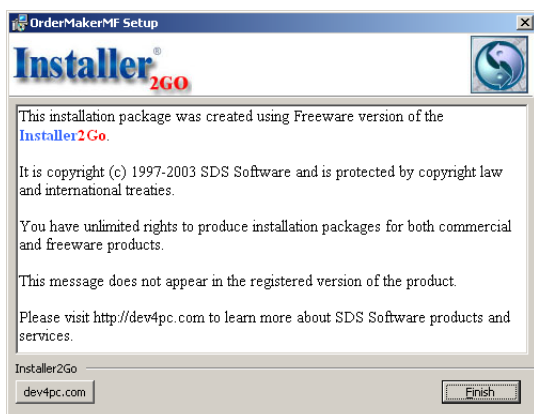 OrderMakerMF Setup
Installer®
2GO
This installation package was created using Freeware version of the
Installer2Go.
It is copyright (c) 1997-2003 SDS Software and is protected by copyright law
and international treaties.
You have unlimited rights to produce installation packages for both commercial
and freeware products.
This message does not appear in the registered version of the product.
Please visit http://dev4pc.com to learn more about SDS Software products and
services.
Installer2Go
dev4pc.com
Finish